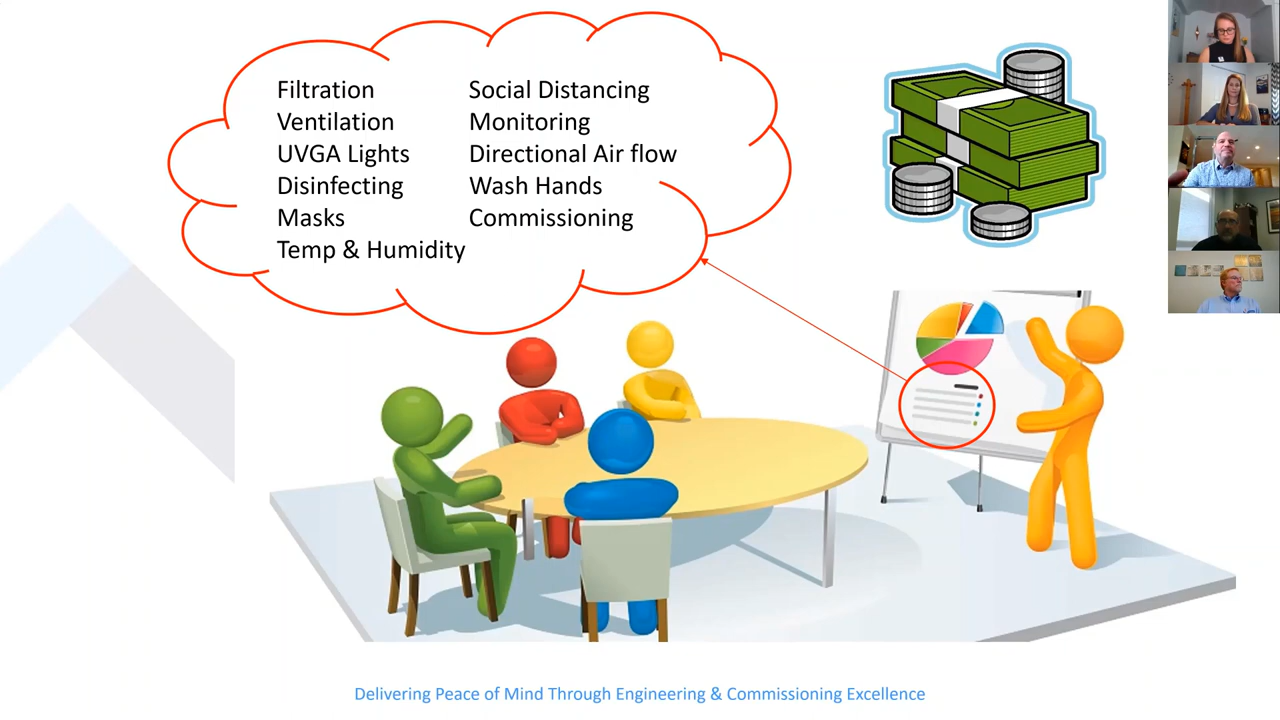 Filtration
Ventilation
UVGA Lights
Disinfecting
Masks
Temp & Humidity
Social Distancing
Monitoring
Directional Air flow
Wash Hands
Commissioning
Delivering Peace of Mind Through Engineering & Commissioning Excellence